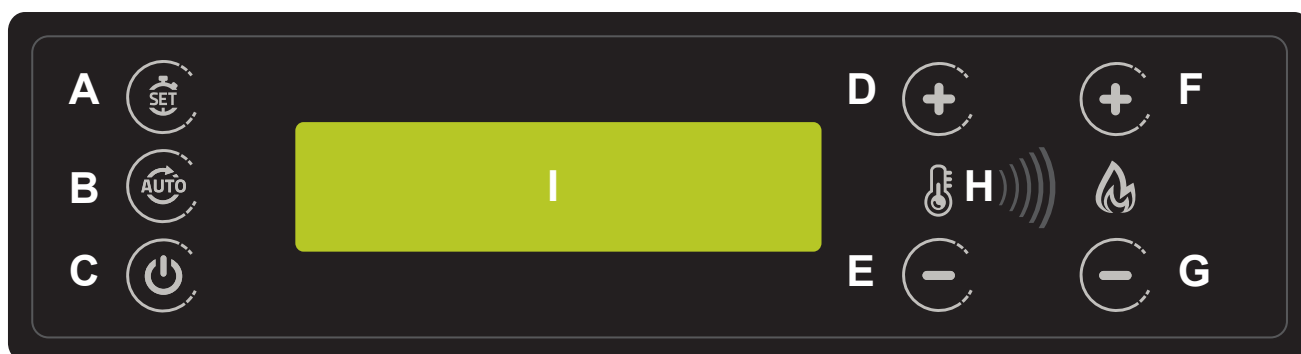 A SET D + + F
B AUTO I H
C E - - G